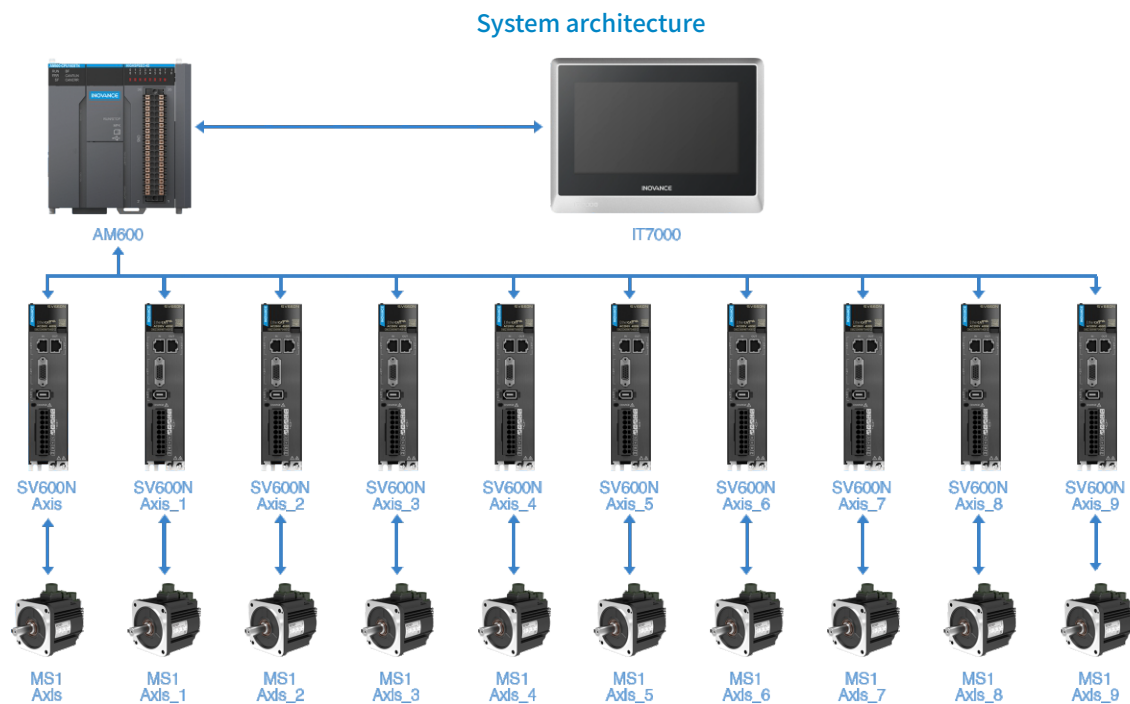 System architecture
INOVANCE
INOVANCE
AM600
IT7000
SV600N SV600N SV600N SV600N SV600N SV600N SV600N SV600N SV600N SV600N
Axis Axis_1 Axis_2 Axis_3 Axis_4 Axis_5 Axis_6 Axis_7 Axis_8 Axis_9
MS1 MS1 MS1 MS1 MS1 MS1 MS1 MS1 MS1 MS1
Axis Axis_1 Axis_2 Axis_3 Axis_4 Axis_5 Axis_6 Axis_7 Axis_8 Axis_9